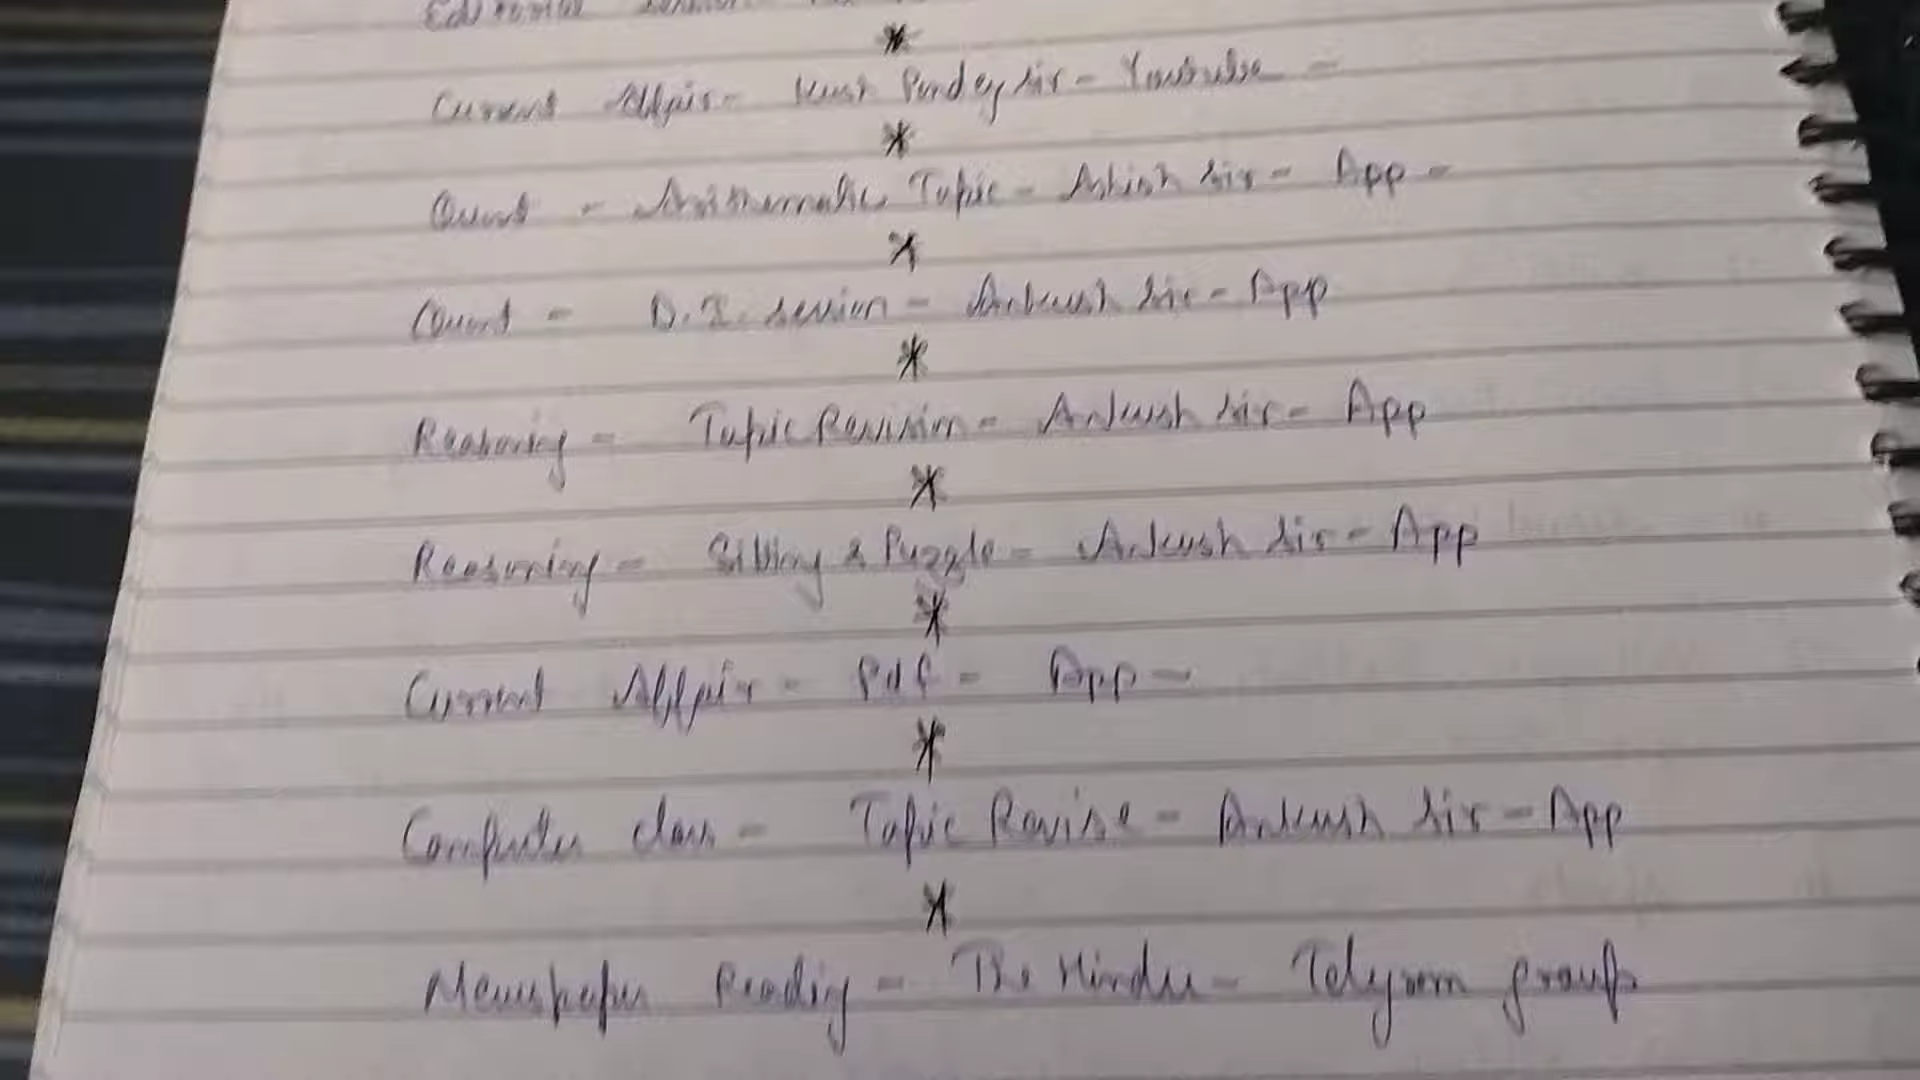 Editorial
*
Current Affair - Kush Pandey sir - Youtube -
*
Quant - Arithematic Topic - Ashish sir - App -
*
Quant - D.I. session - Ankush sir - App
*
Reasoning - Topic Revision - Ankush sir - App
*
Reasoning - Sitting & Puzzle - Ankush sir - App
*
Current Affair - Pdf - App -
*
Computer class - Topic Revise - Ankush sir - App
*
Newspaper Reading - The Hindu - Telegram group